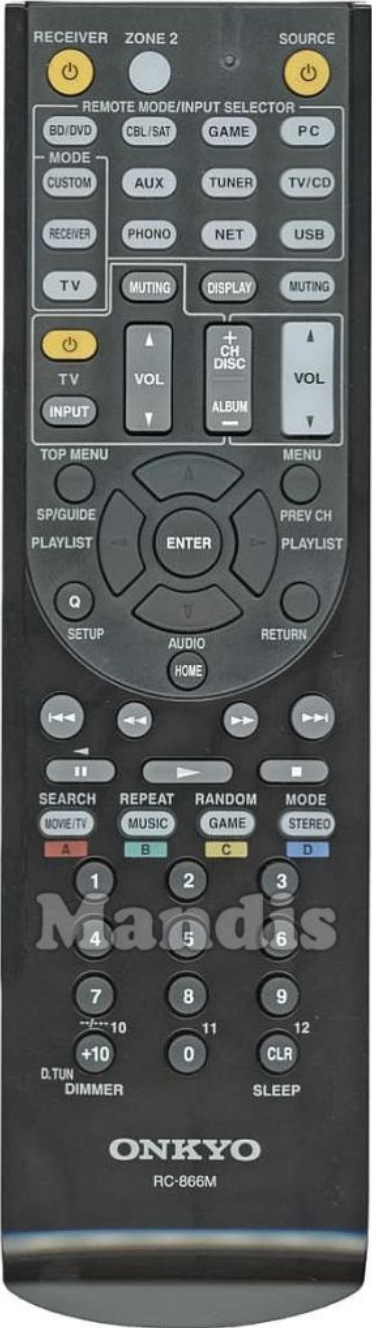 RECEIVER ZONE 2 SOURCE
REMOTE MODE/INPUT SELECTOR
BD/DVD CBL/SAT GAME PC
MODE
CUSTOM AUX TUNER TV/CD
RECEIVER PHONO NET USB
TV MUTING DISPLAY MUTING
+
CH
DISC
TV VOL VOL
INPUT ALBUM
−
TOP MENU MENU
SP/GUIDE PREV CH
PLAYLIST ENTER PLAYLIST
Q
SETUP AUDIO RETURN
HOME
SEARCH REPEAT RANDOM MODE
MOVIE/TV MUSIC GAME STEREO
A B C D
1 2 3
Mandis
4 5 6
7 8 9
--/--- 10 11 12
+10 0 CLR
D.TUN
DIMMER SLEEP
ONKYO
RC-866M